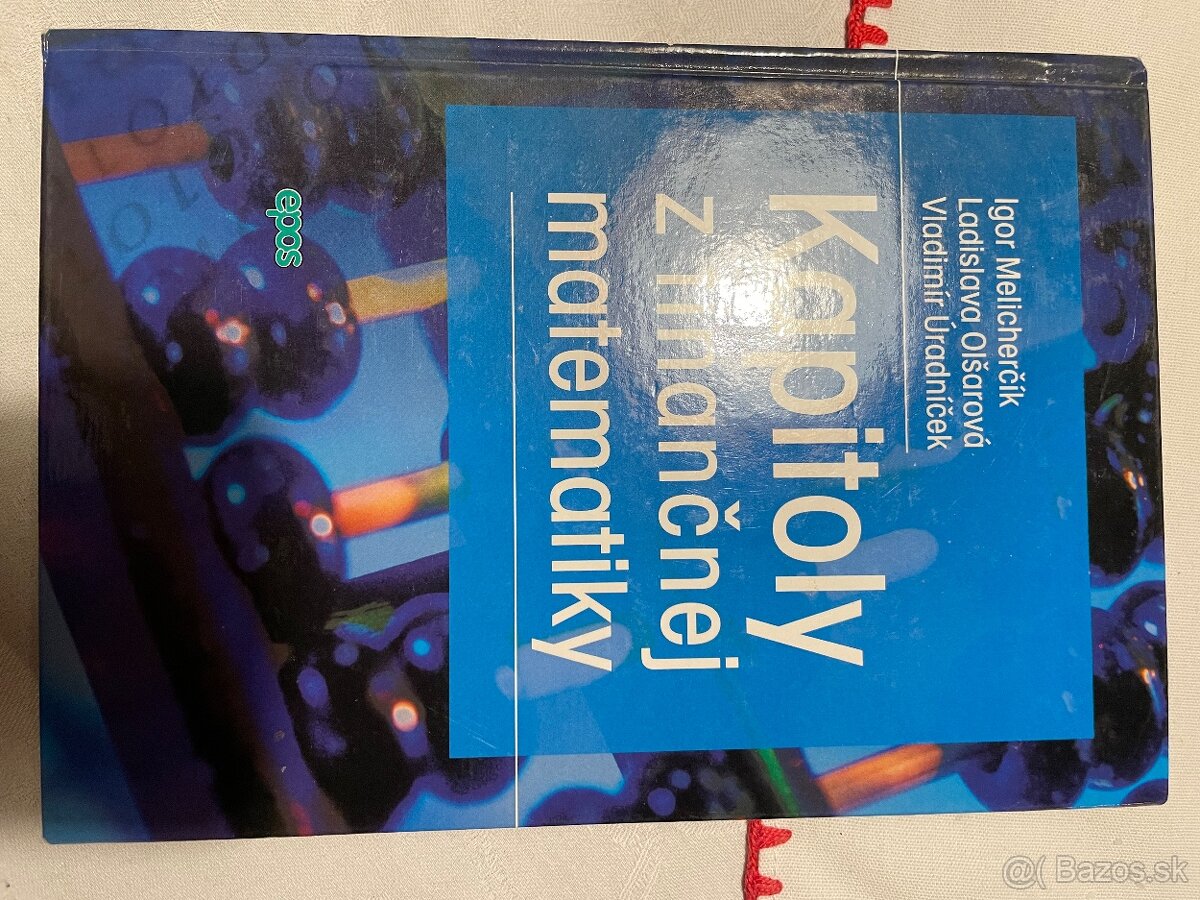 Igor Melicherčík
Ladislava Olšarová
Vladimír Úradníček
Kapitoly
z finančnej
matematiky
epos
@( Bazos.sk